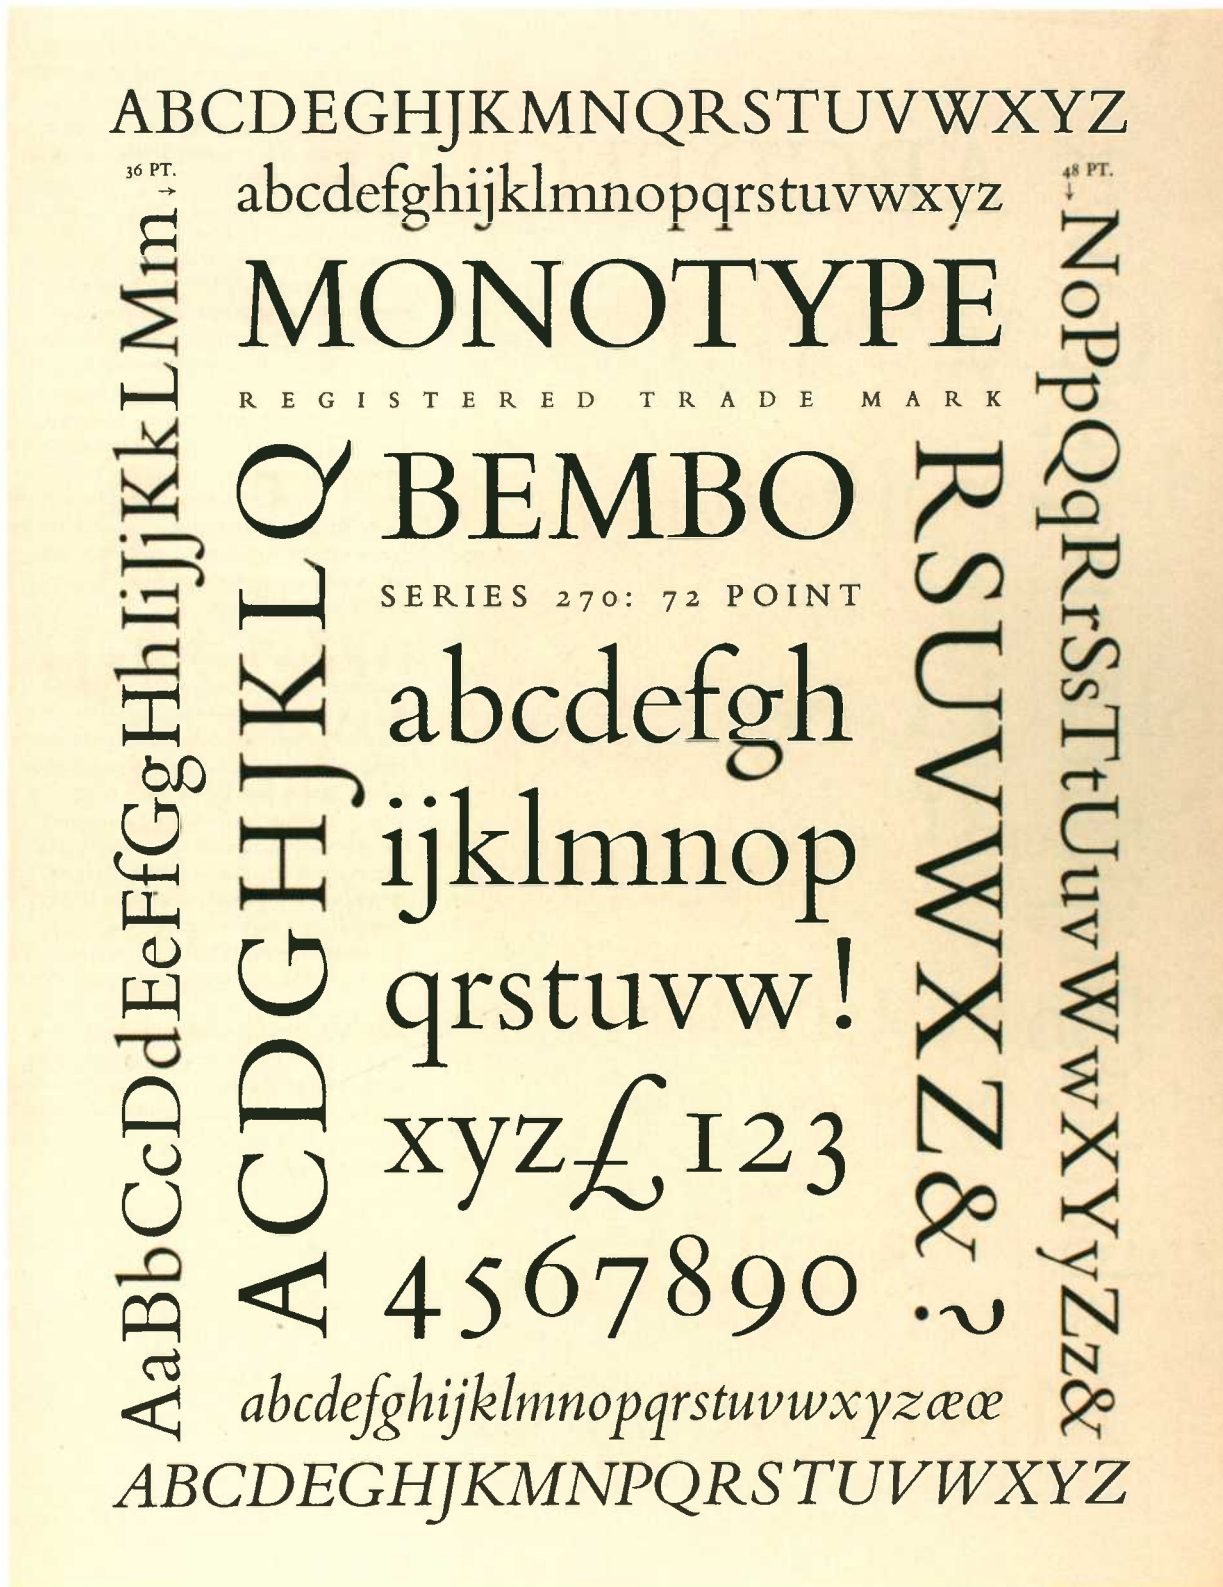 ABCDEGHJKMNQRSTUVWXYZ
36 PT.
→
abcdefghijklmnopqrstuvwxyz
48 PT.
↓
MONOTYPE
REGISTERED TRADE MARK
AaBbCcDdEeFfGgHhIiJjKkLMm
ACDGHJKLQ
BEMBO
SERIES 270: 72 POINT
abcdefgh
ijklmnop
qrstuvw!
xyz£123
4567890
RSUVWXZ&?
NoPpQqRrSsTtUuvWwXYyZz&
abcdefghijklmnopqrstuvwxyzæœ
ABCDEGHJKMNPQRSTUVWXYZ